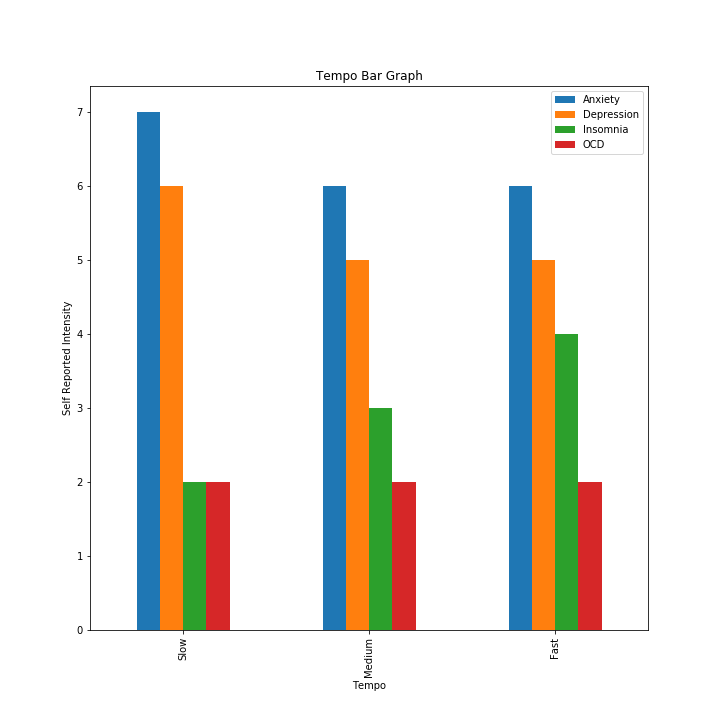 Tempo Bar Graph
Anxiety
Depression
Insomnia
OCD
7
6
5
4
3
2
1
0
Self Reported Intensity
Slow
Medium
Fast
Tempo